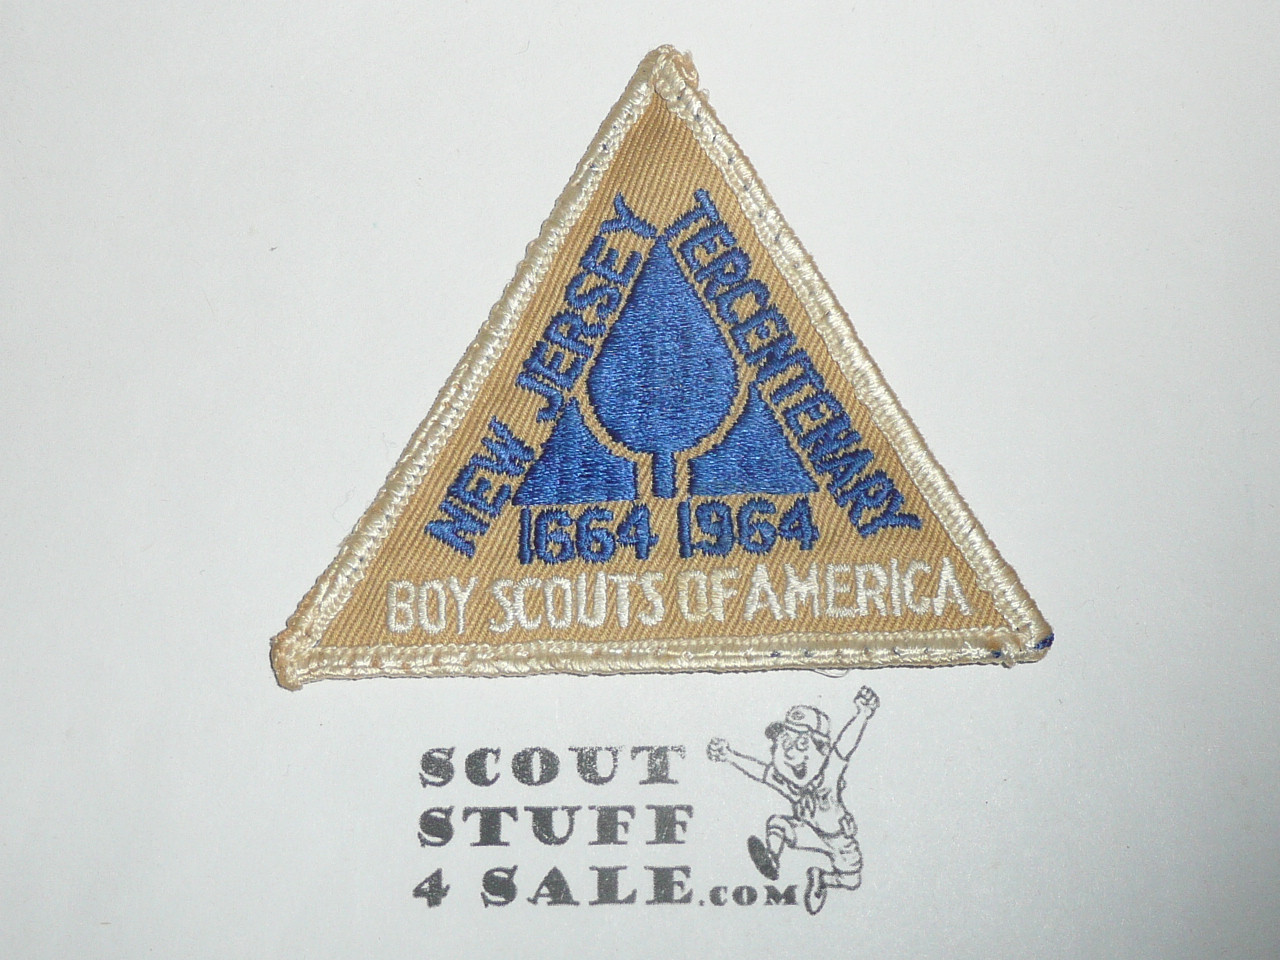 NEW JERSEY
TERCENTENARY
1664 1964
BOY SCOUTS OF AMERICA
SCOUT
STUFF
4 SALE.COM